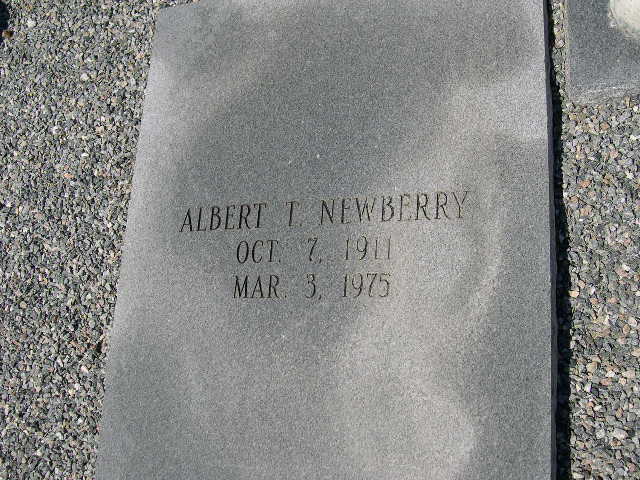 ALBERT T. NEWBERRY
OCT. 7, 1911
MAR. 3, 1975